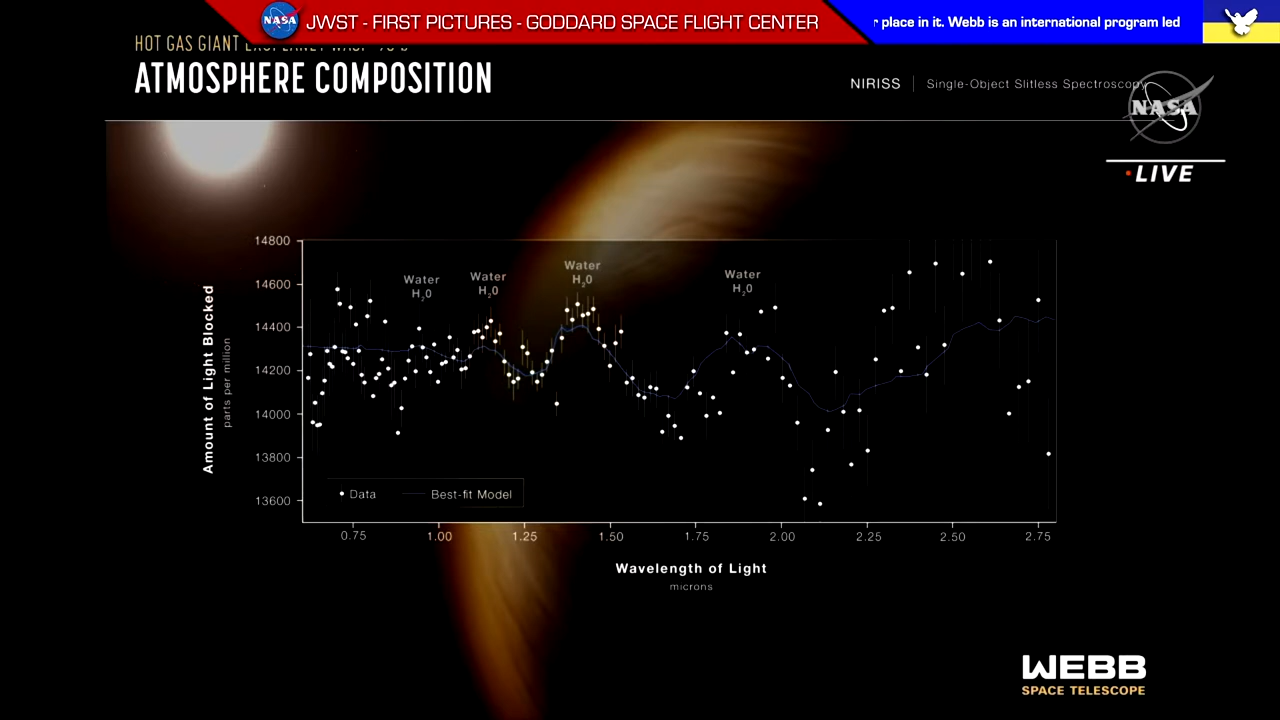 NASA
JWST - FIRST PICTURES - GODDARD SPACE FLIGHT CENTER
place in it. Webb is an international program led
HOT GAS GIANT
ATMOSPHERE COMPOSITION
NIRISS | Single-Object Slitless Spectroscopy
NASA
LIVE
Amount of Light Blocked
parts per million
14800
14600
14400
14200
14000
13800
13600
Water
H₂O
Water
H₂O
Water
H₂O
Water
H₂O
Data
Best-fit Model
0.75 1.00 1.25 1.50 1.75 2.00 2.25 2.50 2.75
Wavelength of Light
microns
WEBB
SPACE TELESCOPE